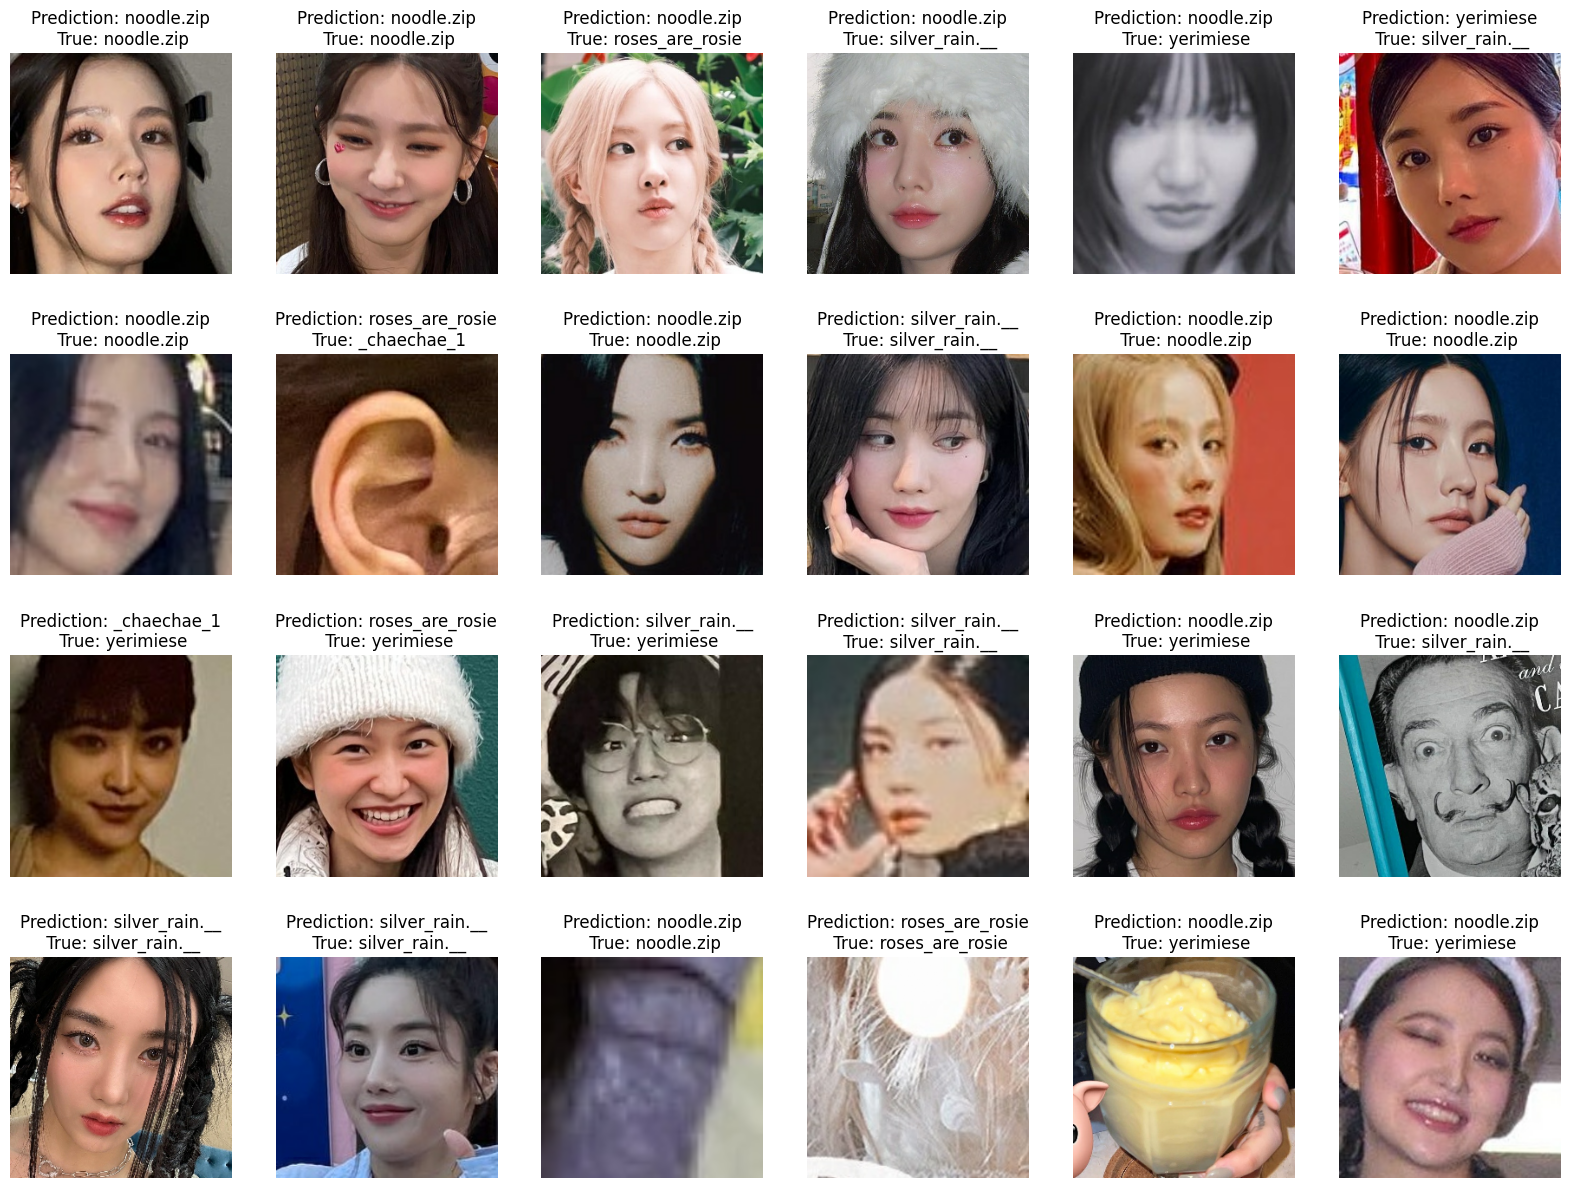 Prediction: noodle.zip
True: noodle.zip
Prediction: noodle.zip
True: noodle.zip
Prediction: noodle.zip
True: roses_are_rosie
Prediction: noodle.zip
True: silver_rain.__
Prediction: noodle.zip
True: yerimiese
Prediction: yerimiese
True: silver_rain.__
Prediction: noodle.zip
True: noodle.zip
Prediction: roses_are_rosie
True: _chaechae_1
Prediction: noodle.zip
True: noodle.zip
Prediction: silver_rain.__
True: silver_rain.__
Prediction: noodle.zip
True: noodle.zip
Prediction: noodle.zip
True: noodle.zip
Prediction: _chaechae_1
True: yerimiese
Prediction: roses_are_rosie
True: yerimiese
Prediction: silver_rain.__
True: yerimiese
Prediction: silver_rain.__
True: silver_rain.__
Prediction: noodle.zip
True: yerimiese
Prediction: noodle.zip
True: silver_rain.__
and
Prediction: silver_rain.__
True: silver_rain.__
Prediction: silver_rain.__
True: silver_rain.__
Prediction: noodle.zip
True: noodle.zip
Prediction: roses_are_rosie
True: roses_are_rosie
Prediction: noodle.zip
True: yerimiese
Prediction: noodle.zip
True: yerimiese